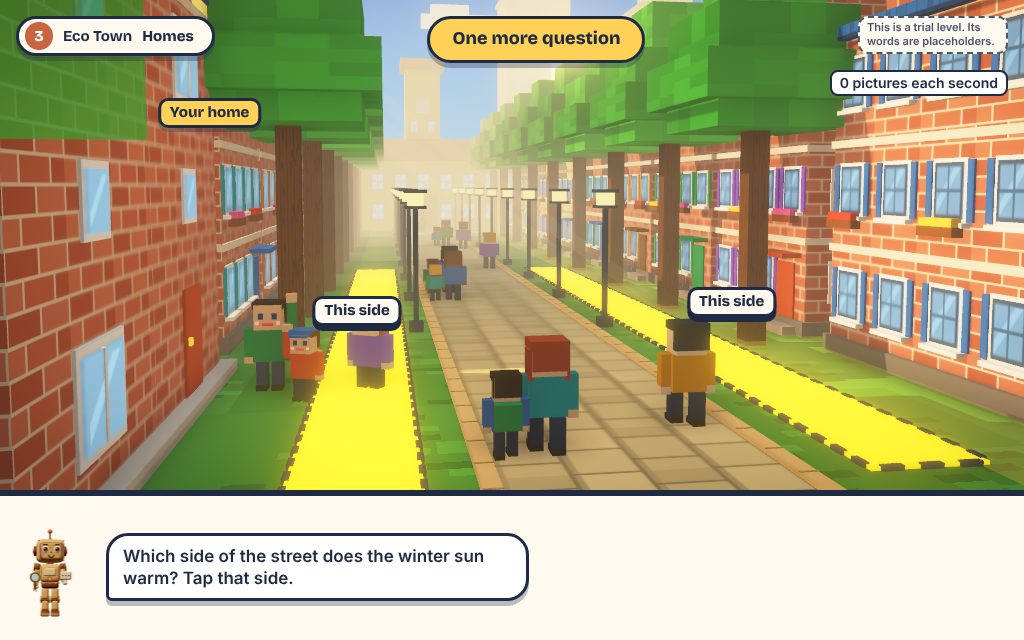 3 Eco Town Homes
One more question
This is a trial level. Its
words are placeholders.
0 pictures each second
Your home
This side
This side
Which side of the street does the winter sun
warm? Tap that side.